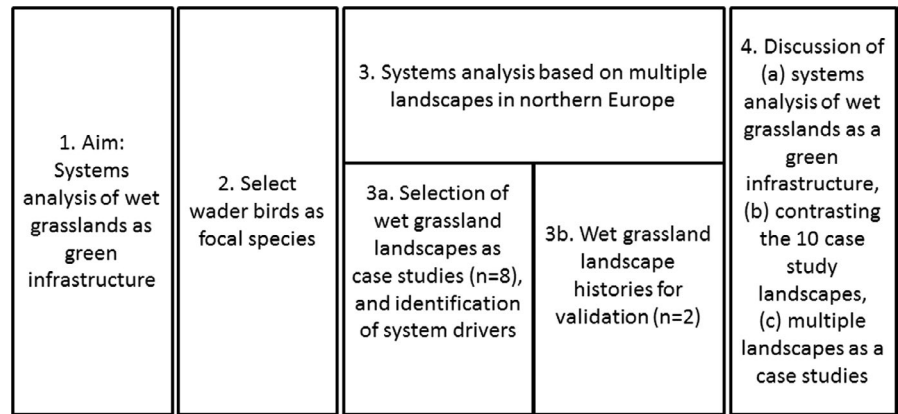 1. Aim:
Systems
analysis of wet
grasslands as
green
infrastructure
2. Select
wader birds as
focal species
3. Systems analysis based on multiple
landscapes in northern Europe
3a. Selection of
wet grassland
landscapes as
case studies (n=8),
and identification
of system drivers
3b. Wet grassland
landscape
histories for
validation (n=2)
4. Discussion of
(a) systems
analysis of wet
grasslands as a
green
infrastructure,
(b) contrasting
the 10 case
study
landscapes,
(c) multiple
landscapes as a
case studies